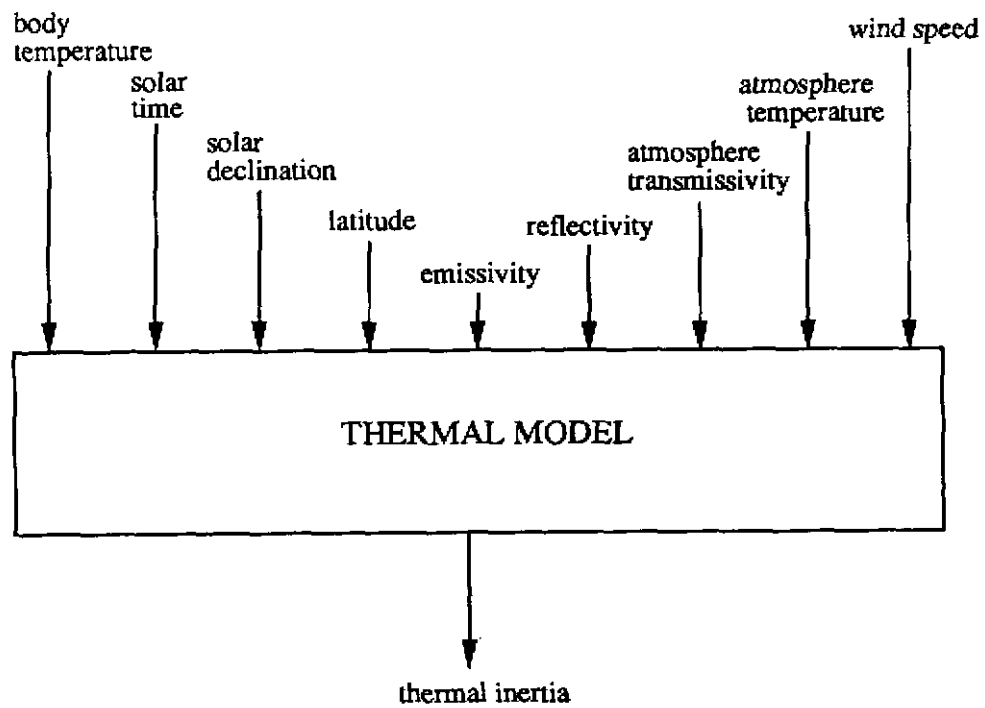 body
temperature
solar
time
solar
declination
latitude
emissivity
reflectivity
atmosphere
transmissivity
atmosphere
temperature
wind speed
THERMAL MODEL
thermal inertia